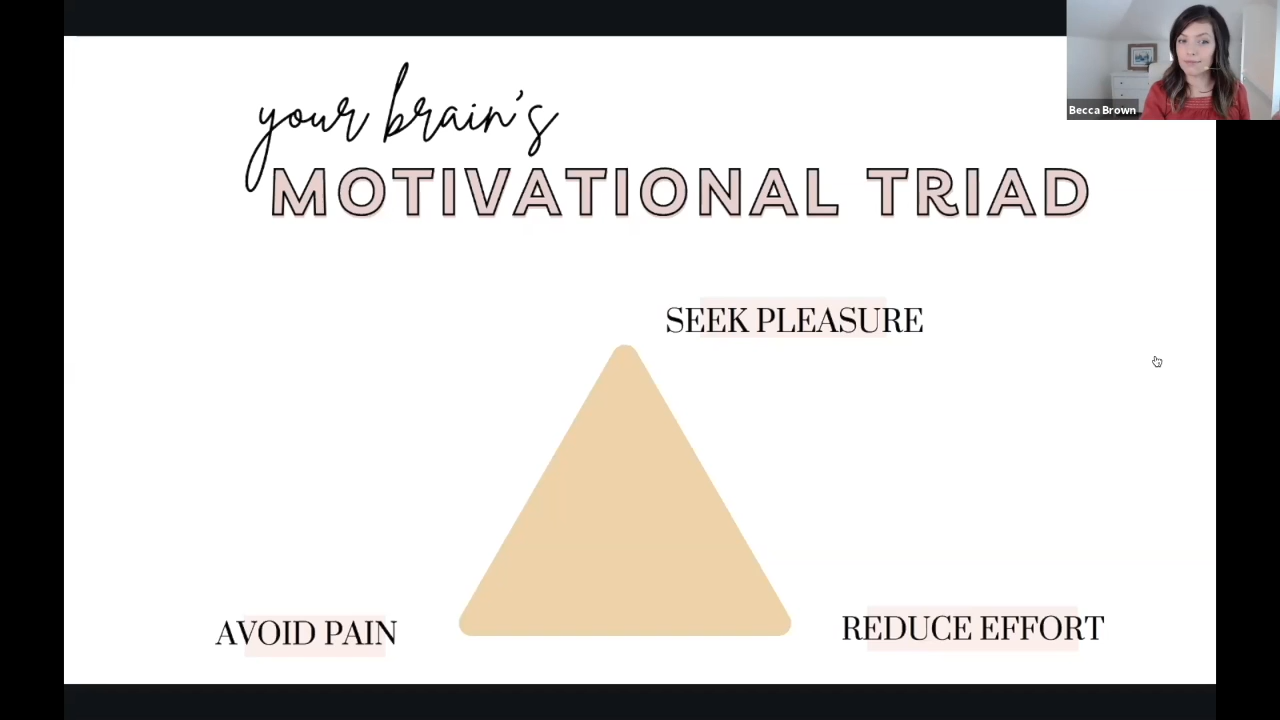 Becca Brown
your brain's
MOTIVATIONAL TRIAD
SEEK PLEASURE
AVOID PAIN
REDUCE EFFORT